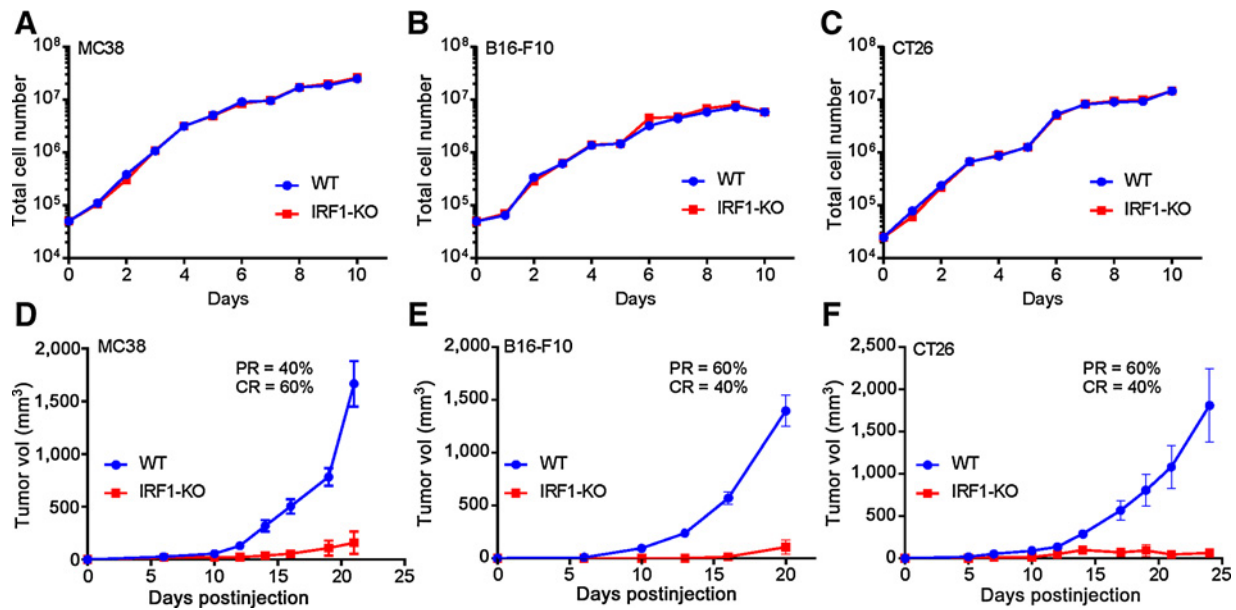 A
MC38
Total cell number
10⁸
10⁷
10⁶
10⁵
10⁴
WT
IRF1-KO
0 2 4 6 8 10
Days
B
B16-F10
Total cell number
10⁸
10⁷
10⁶
10⁵
10⁴
WT
IRF1-KO
0 2 4 6 8 10
Days
C
CT26
Total cell number
10⁸
10⁷
10⁶
10⁵
10⁴
WT
IRF1-KO
0 2 4 6 8 10
Days
D
MC38
Tumor vol (mm³)
2,000
1,500
1,000
500
0
PR = 40%
CR = 60%
WT
IRF1-KO
0 5 10 15 20 25
Days postinjection
E
B16-F10
Tumor vol (mm³)
2,000
1,500
1,000
500
0
PR = 60%
CR = 40%
WT
IRF1-KO
0 5 10 15 20
Days postinjection
F
CT26
Tumor vol (mm³)
2,500
2,000
1,500
1,000
500
0
PR = 60%
CR = 40%
WT
IRF1-KO
0 5 10 15 20 25
Days postinjection